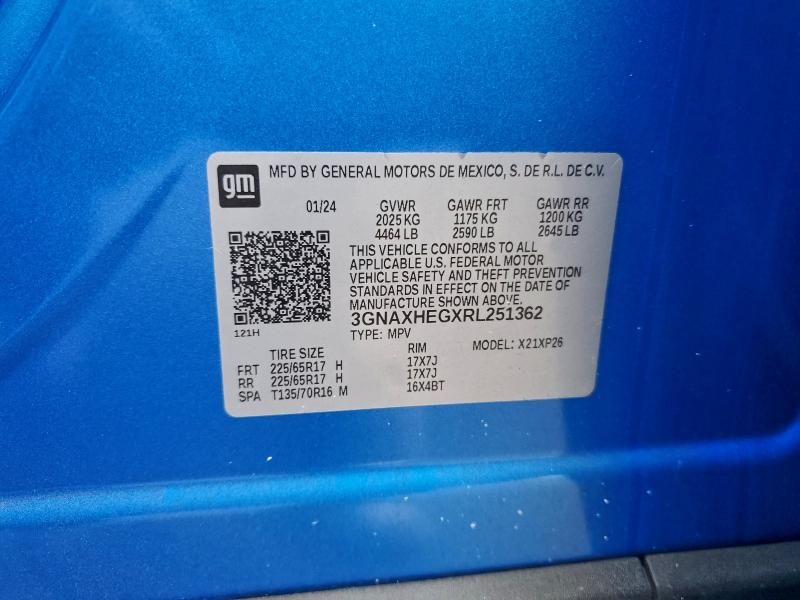 gm
MFD BY GENERAL MOTORS DE MEXICO, S. DE R.L. DE C.V.
01/24 GVWR GAWR FRT GAWR RR
2025 KG 1175 KG 1200 KG
4464 LB 2590 LB 2645 LB
THIS VEHICLE CONFORMS TO ALL
APPLICABLE U.S. FEDERAL MOTOR
VEHICLE SAFETY AND THEFT PREVENTION
STANDARDS IN EFFECT ON THE DATE OF
MANUFACTURE SHOWN ABOVE.
3GNAXHEGXRL251362
121H
TYPE: MPV MODEL: X21XP26
TIRE SIZE RIM
FRT 225/65R17 H 17X7J
RR 225/65R17 H 17X7J
SPA T135/70R16 M 16X4BT